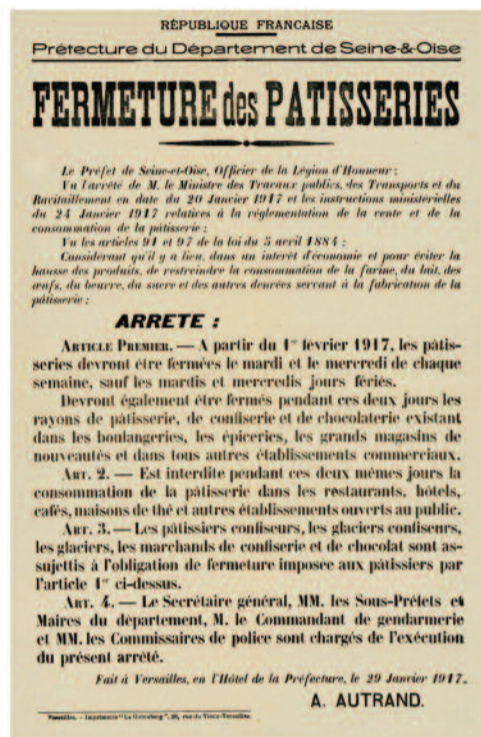 RÉPUBLIQUE FRANCAISE
Préfecture du Département de Seine-&-Oise
FERMETURE des PATISSERIES
Le Préfet de Seine-et-Oise, Officier de la Légion d'Honneur ;
Vu l'arrêté de M. le Ministre des Travaux publics, des Transports et du
Ravitaillement en date du 20 Janvier 1917 et les instructions ministérielles
du 24 Janvier 1917 relatives à la réglementation de la vente et de la
consommation de la pâtisserie ;
Vu les articles 91 et 97 de la loi du 5 avril 1884 ;
Considérant qu'il y a lieu, dans un intérêt d'économie et pour éviter la
hausse des produits, de restreindre la consommation de la farine, du lait, des
œufs, du beurre, du sucre et des autres denrées servant à la fabrication de la
pâtisserie ;
ARRETE :
ARTICLE PREMIER. — A partir du 1er février 1917, les pâtis-
series devront être fermées le mardi et le mercredi de chaque
semaine, sauf les mardis et mercredis jours fériés.
Devront également être fermés pendant ces deux jours les
rayons de pâtisserie, de confiserie et de chocolaterie existant
dans les boulangeries, les épiceries, les grands magasins de
nouveautés et dans tous autres établissements commerciaux.
ART. 2. — Est interdite pendant ces deux mêmes jours la
consommation de la pâtisserie dans les restaurants, hôtels,
cafés, maisons de thé et autres établissements ouverts au public.
ART. 3. — Les pâtissiers confiseurs, les glaciers confiseurs,
les glaciers, les marchands de confiserie et de chocolat sont as-
sujettis à l'obligation de fermeture imposée aux pâtissiers par
l'article 1er ci-dessus.
ART. 4. — Le Secrétaire général, MM. les Sous-Préfets et
Maires du département, M. le Commandant de gendarmerie
et MM. les Commissaires de police sont chargés de l'exécution
du présent arrêté.
Fait à Versailles, en l'Hôtel de la Préfecture, le 29 Janvier 1917.
A. AUTRAND.
Versailles. - Imprimerie "La Gutenberg", rue du Vieux-Versailles.